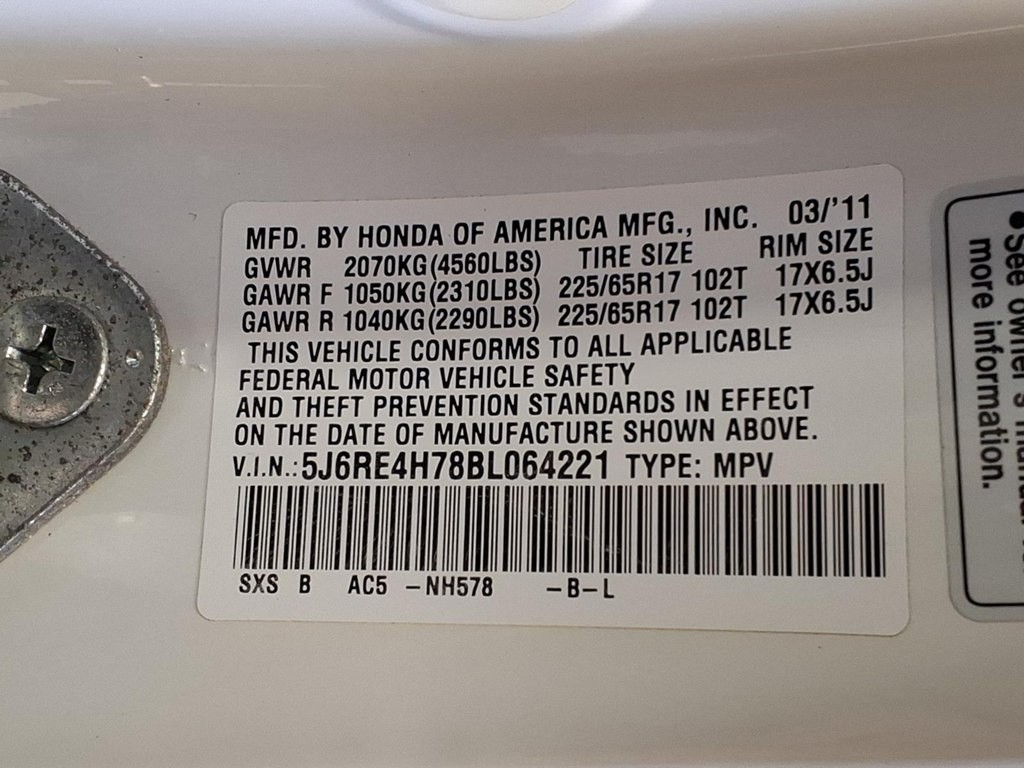 MFD. BY HONDA OF AMERICA MFG., INC. 03/'11
GVWR 2070KG(4560LBS) TIRE SIZE RIM SIZE
GAWR F 1050KG(2310LBS) 225/65R17 102T 17X6.5J
GAWR R 1040KG(2290LBS) 225/65R17 102T 17X6.5J
THIS VEHICLE CONFORMS TO ALL APPLICABLE
FEDERAL MOTOR VEHICLE SAFETY
AND THEFT PREVENTION STANDARDS IN EFFECT
ON THE DATE OF MANUFACTURE SHOWN ABOVE.
V.I.N.:5J6RE4H78BL064221 TYPE: MPV
SXS B AC5 -NH578 -B-L
●See owner's
more information.